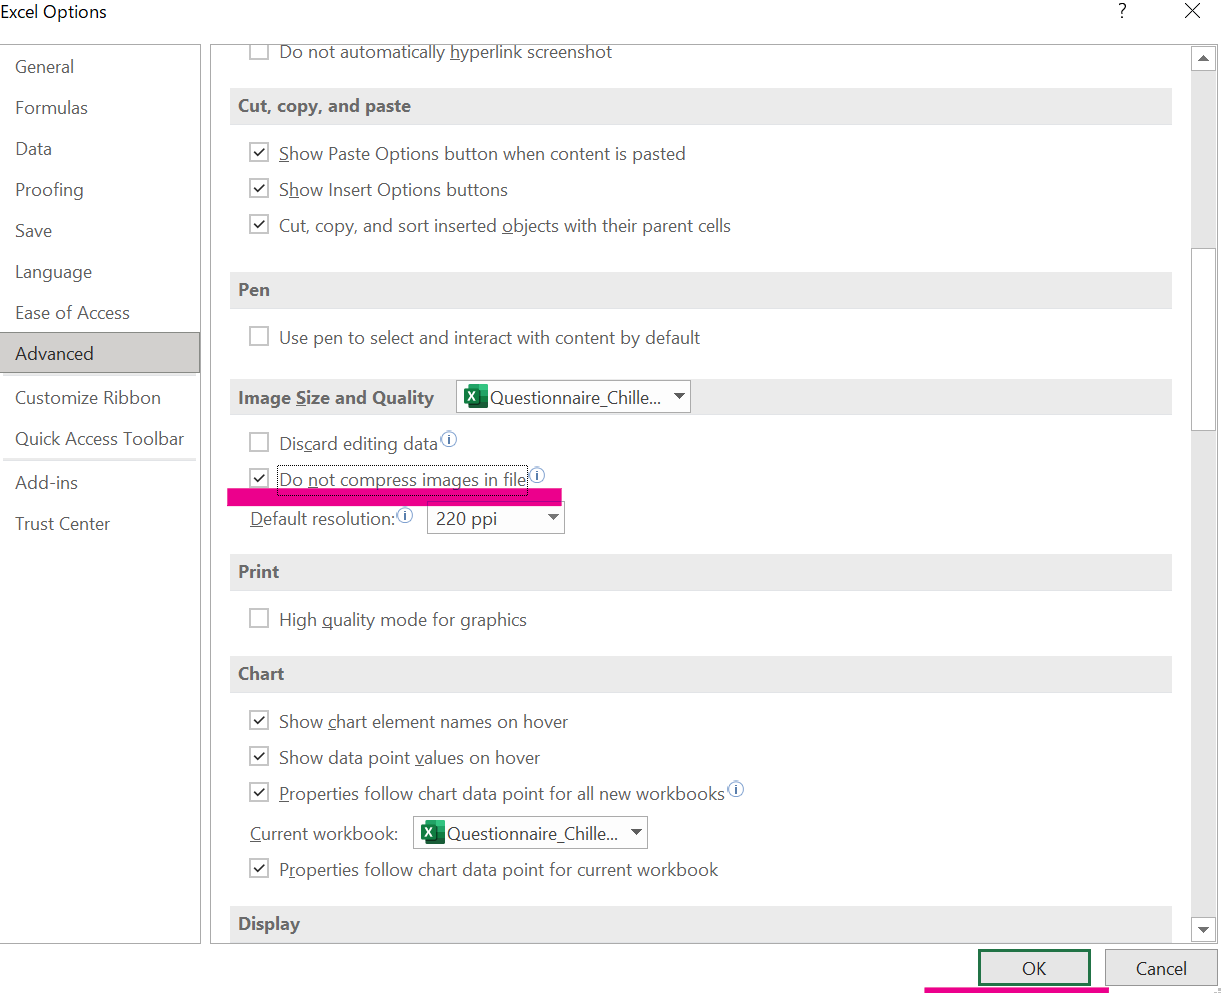 Excel Options
?
General
Formulas
Data
Proofing
Save
Language
Ease of Access
Advanced
Customize Ribbon
Quick Access Toolbar
Add-ins
Trust Center
Do not automatically hyperlink screenshot
Cut, copy, and paste
Show Paste Options button when content is pasted
Show Insert Options buttons
Cut, copy, and sort inserted objects with their parent cells
Pen
Use pen to select and interact with content by default
Image Size and Quality Questionnaire_Chille...
Discard editing data
Do not compress images in file
Default resolution: 220 ppi
Print
High quality mode for graphics
Chart
Show chart element names on hover
Show data point values on hover
Properties follow chart data point for all new workbooks
Current workbook: Questionnaire_Chille...
Properties follow chart data point for current workbook
Display
OK Cancel